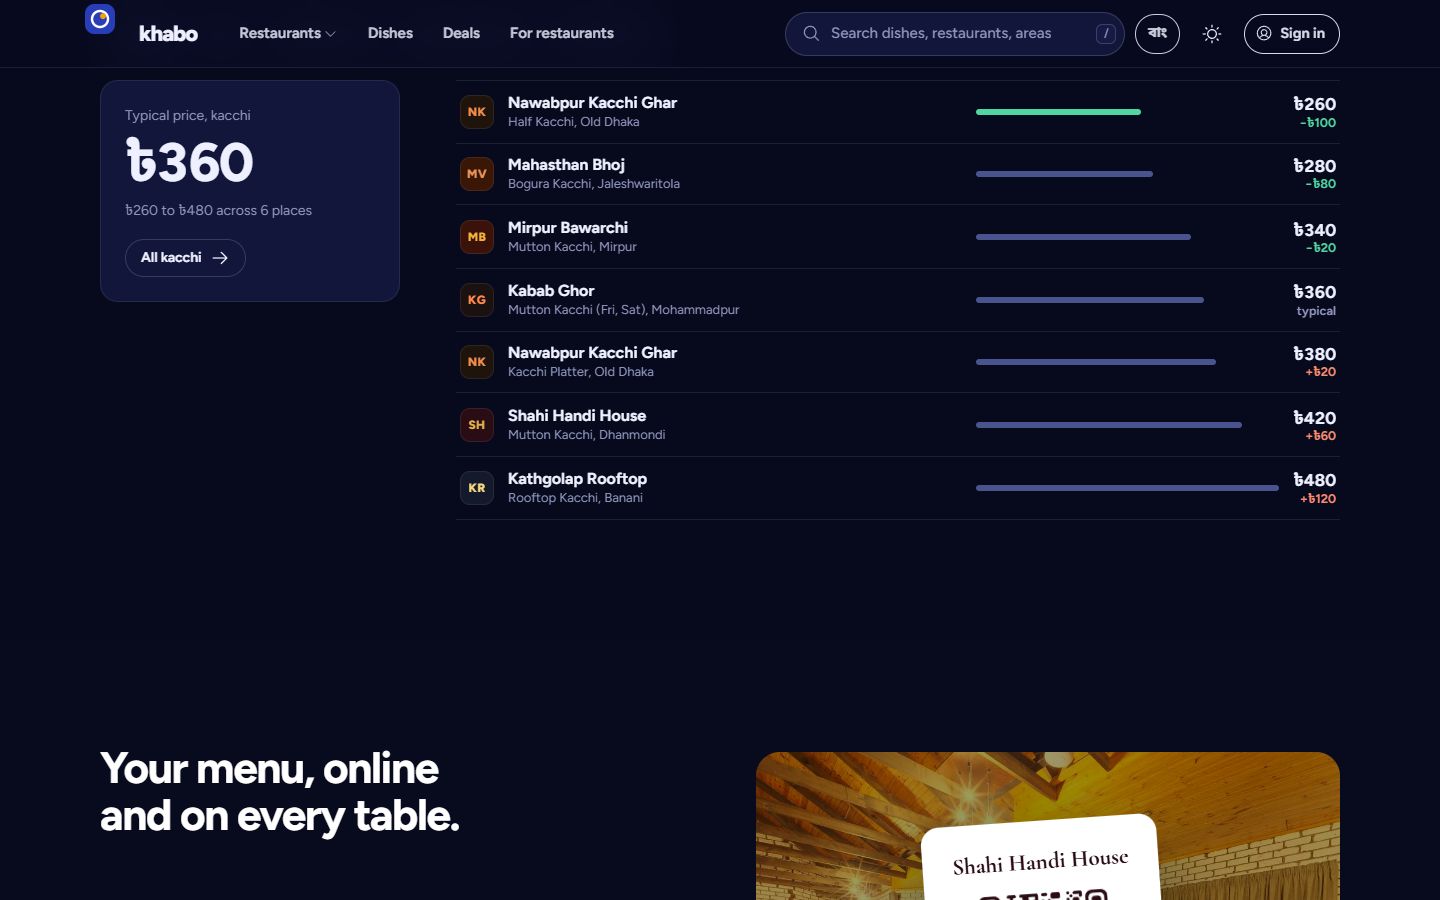 khabo
Restaurants
Dishes
Deals
For restaurants
Search dishes, restaurants, areas
/
বাং
Sign in
Typical price, kacchi
৳360
৳260 to ৳480 across 6 places
All kacchi
NK
Nawabpur Kacchi Ghar
Half Kacchi, Old Dhaka
৳260
−৳100
MV
Mahasthan Bhoj
Bogura Kacchi, Jaleshwaritola
৳280
−৳80
MB
Mirpur Bawarchi
Mutton Kacchi, Mirpur
৳340
−৳20
KG
Kabab Ghor
Mutton Kacchi (Fri, Sat), Mohammadpur
৳360
typical
NK
Nawabpur Kacchi Ghar
Kacchi Platter, Old Dhaka
৳380
+৳20
SH
Shahi Handi House
Mutton Kacchi, Dhanmondi
৳420
+৳60
KR
Kathgolap Rooftop
Rooftop Kacchi, Banani
৳480
+৳120
Your menu, online
and on every table.
Shahi Handi House